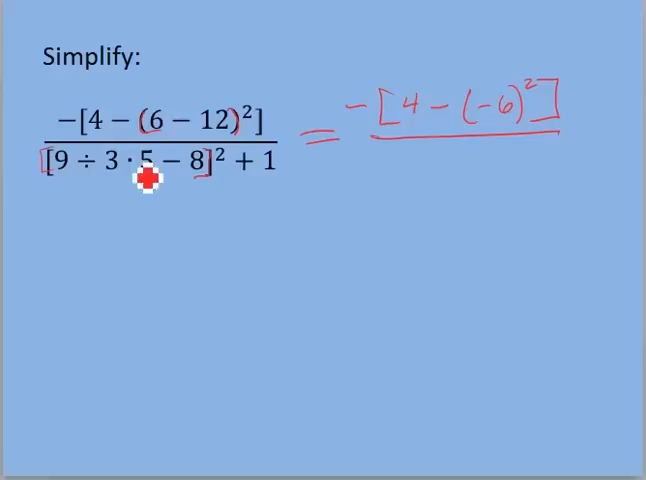 Simplify:
−[4 − (6 − 12)²] = −[4 − (−6)²]
[9 ÷ 3 · 5 − 8]² + 1